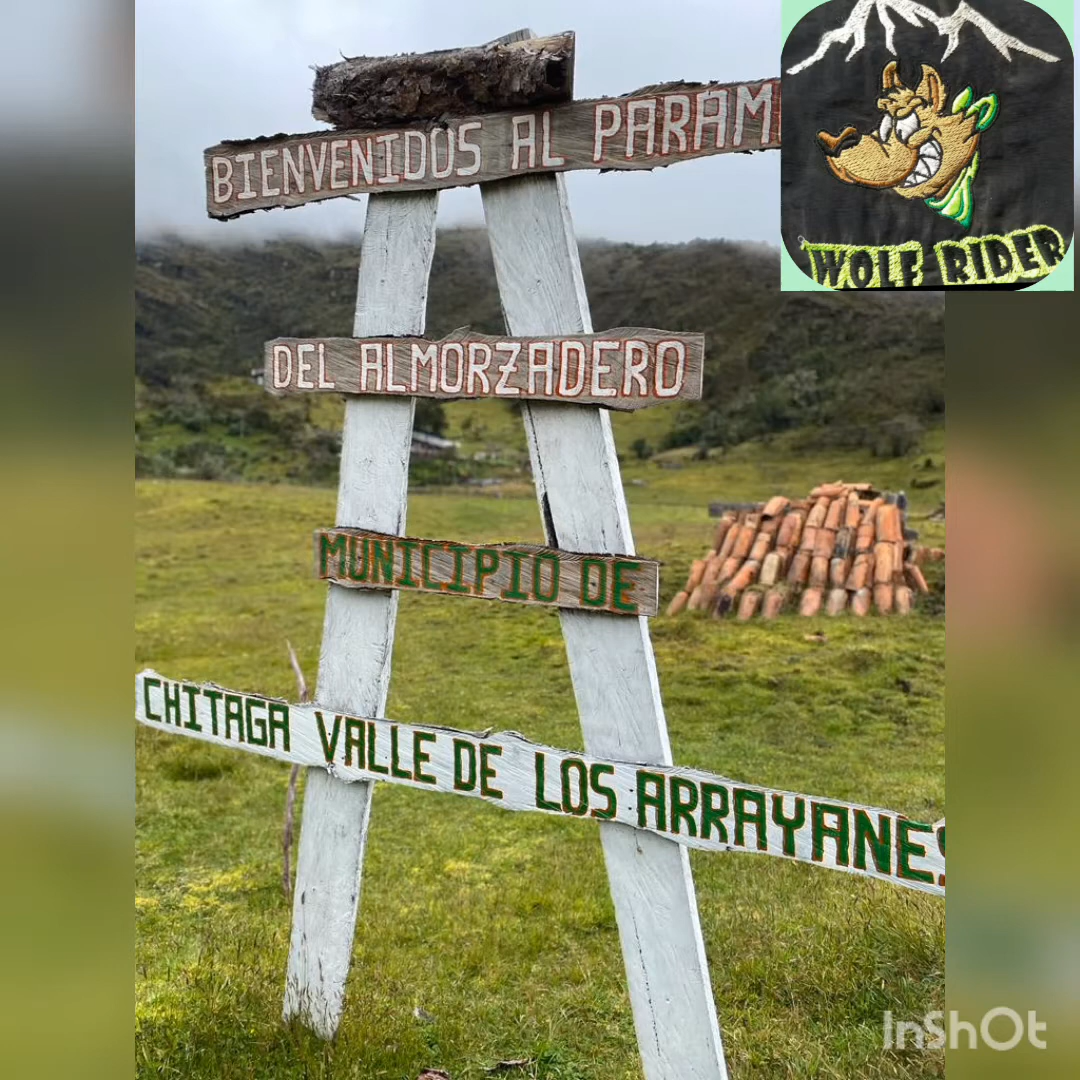 BIENVENIDOS AL PARAM
DEL ALMORZADERO
MUNICIPIO DE
CHITAGA VALLE DE LOS ARRAYANES
WOLF RIDER
InShOt